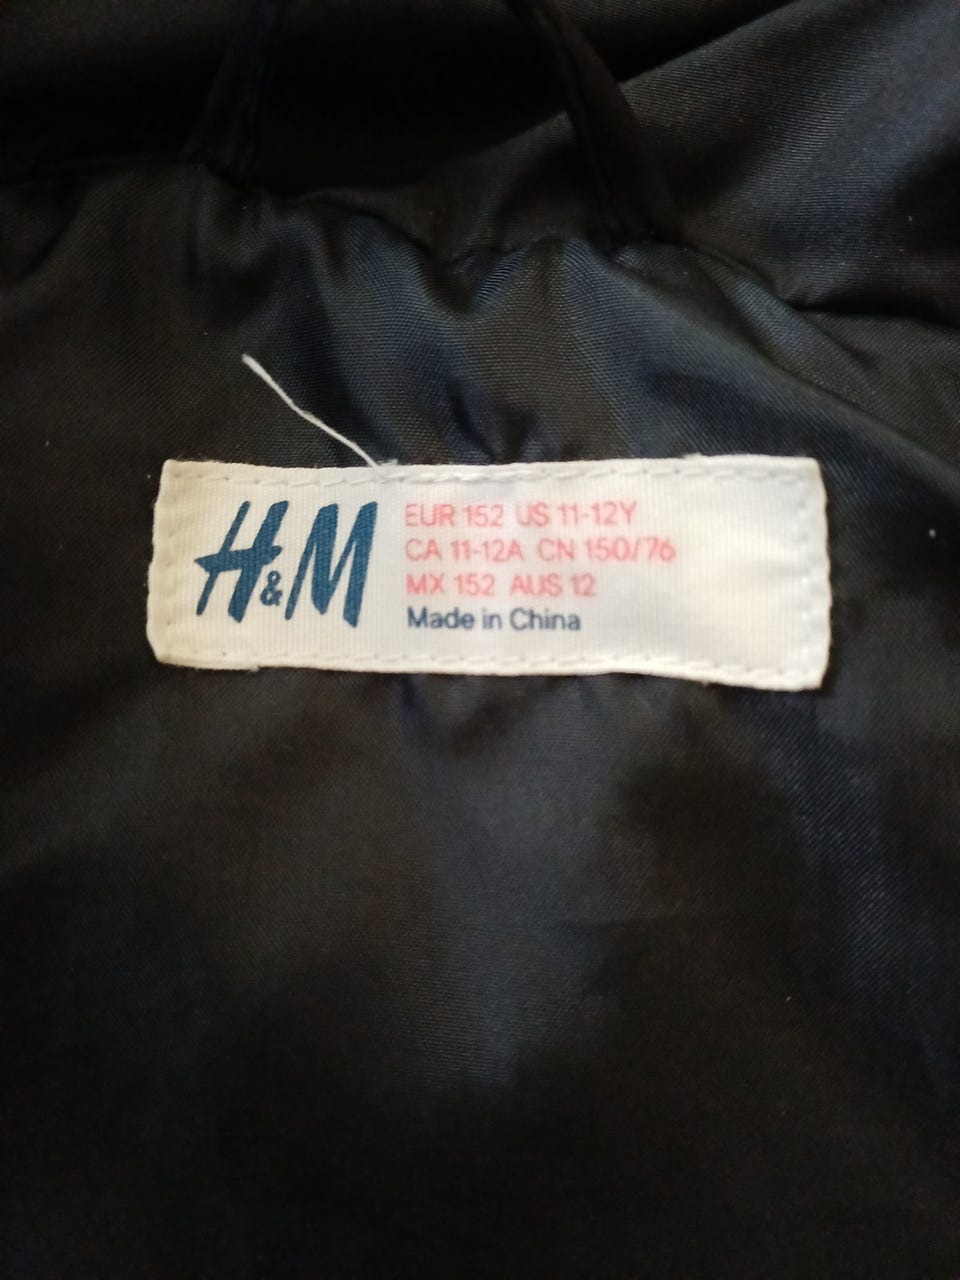 H&M
EUR 152 US 11-12Y
CA 11-12A CN 150/76
MX 152 AUS 12
Made in China